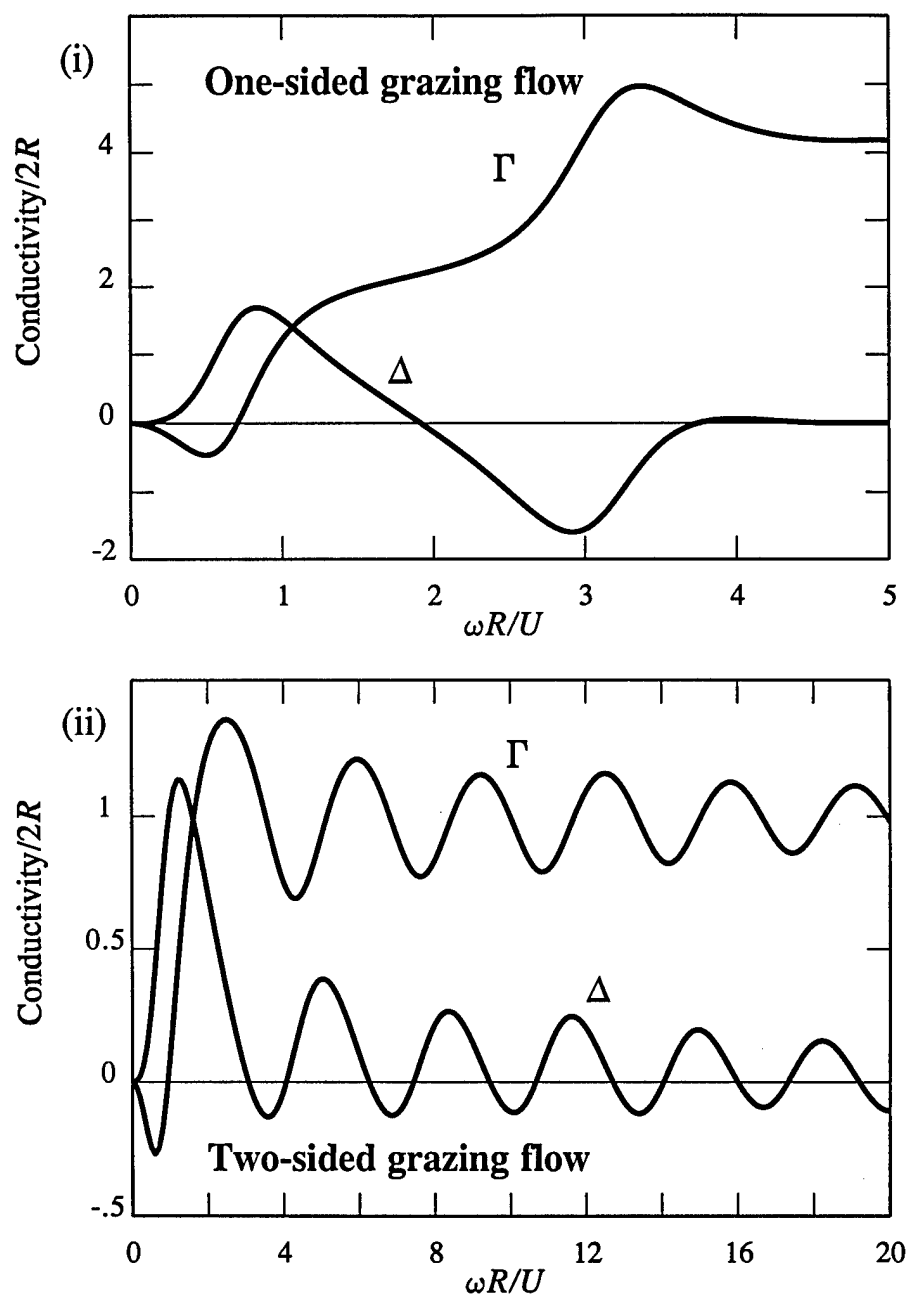 (i)
One-sided grazing flow
Conductivity/2R
4
2
0
-2
Γ
Δ
0 1 2 3 4 5
ωR/U
(ii)
Conductivity/2R
1
0.5
0
-.5
Γ
Δ
Two-sided grazing flow
0 4 8 12 16 20
ωR/U